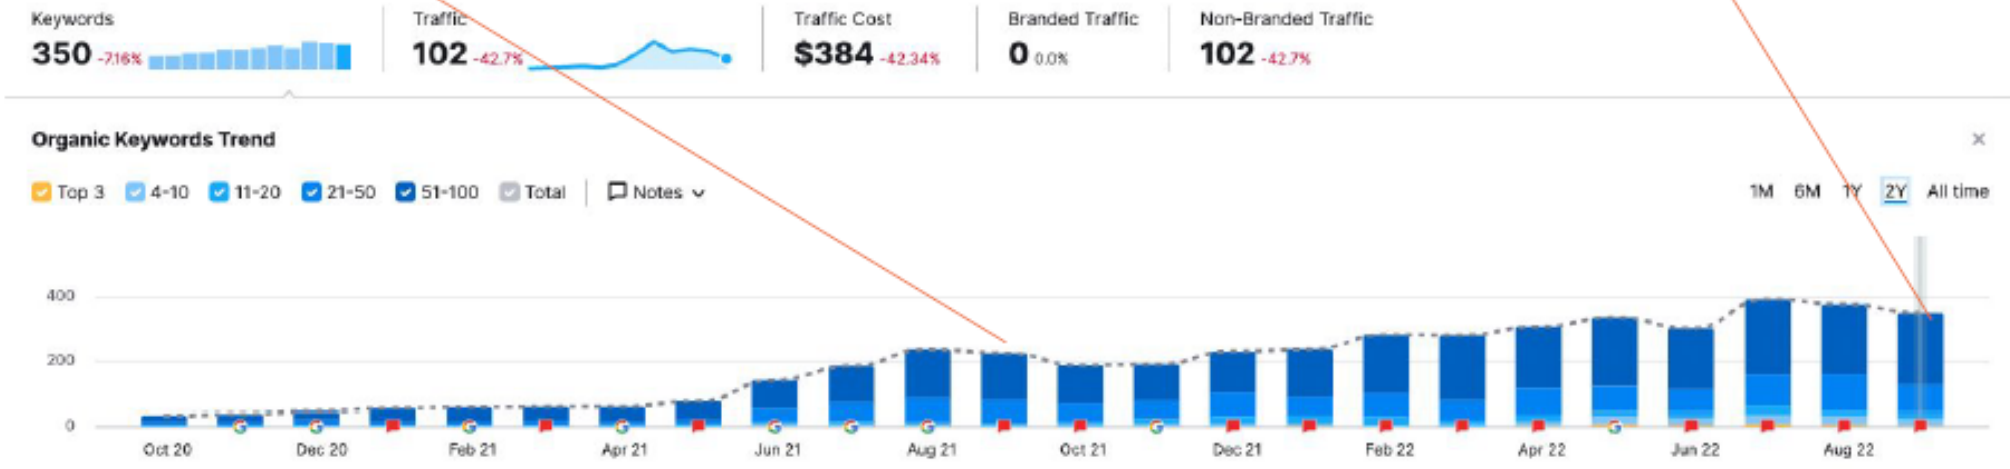 Keywords Traffic Traffic Cost Branded Traffic Non-Branded Traffic
350 -7.16% 102 -42.7% $384 -42.34% 0 0.0% 102 -42.7%
Organic Keywords Trend
Top 3 4-10 11-20 21-50 51-100 Total Notes 1M 6M 1Y 2Y All time
400
200
0
Oct 20 Dec 20 Feb 21 Apr 21 Jun 21 Aug 21 Oct 21 Dec 21 Feb 22 Apr 22 Jun 22 Aug 22